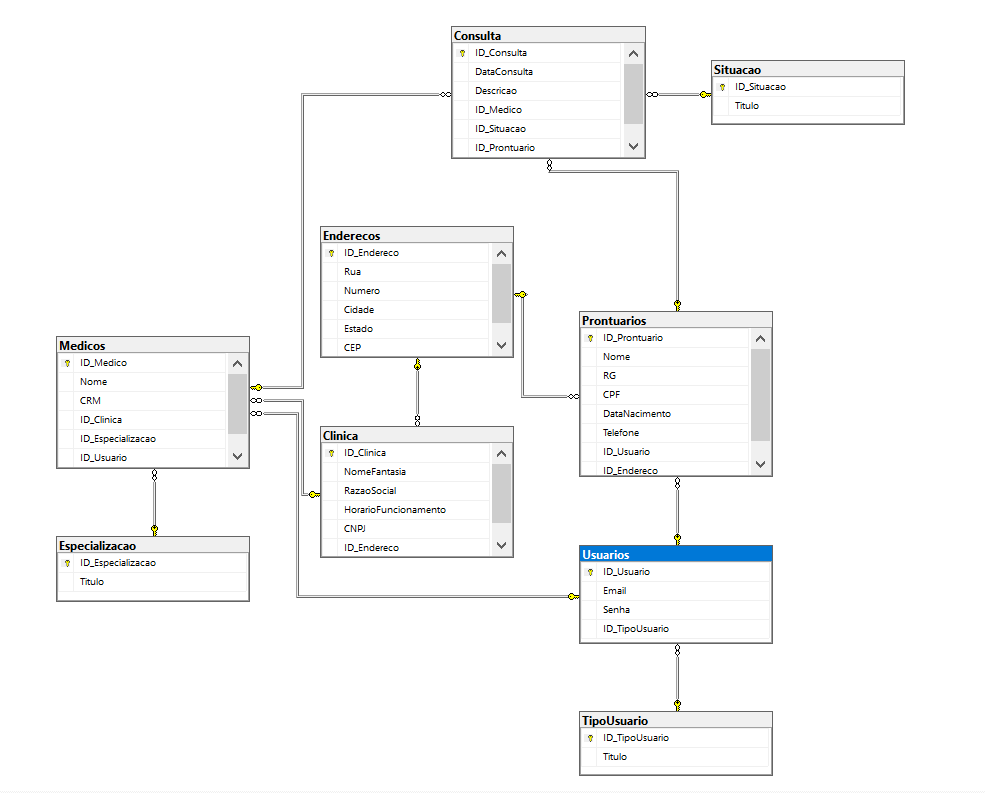 Consulta
ID_Consulta
DataConsulta
Descricao
ID_Medico
ID_Situacao
ID_Prontuario
Situacao
ID_Situacao
Titulo
Enderecos
ID_Endereco
Rua
Numero
Cidade
Estado
CEP
Prontuarios
ID_Prontuario
Nome
RG
CPF
DataNacimento
Telefone
ID_Usuario
ID_Endereco
Medicos
ID_Medico
Nome
CRM
ID_Clinica
ID_Especializacao
ID_Usuario
Clinica
ID_Clinica
NomeFantasia
RazaoSocial
HorarioFuncionamento
CNPJ
ID_Endereco
Especializacao
ID_Especializacao
Titulo
Usuarios
ID_Usuario
Email
Senha
ID_TipoUsuario
TipoUsuario
ID_TipoUsuario
Titulo